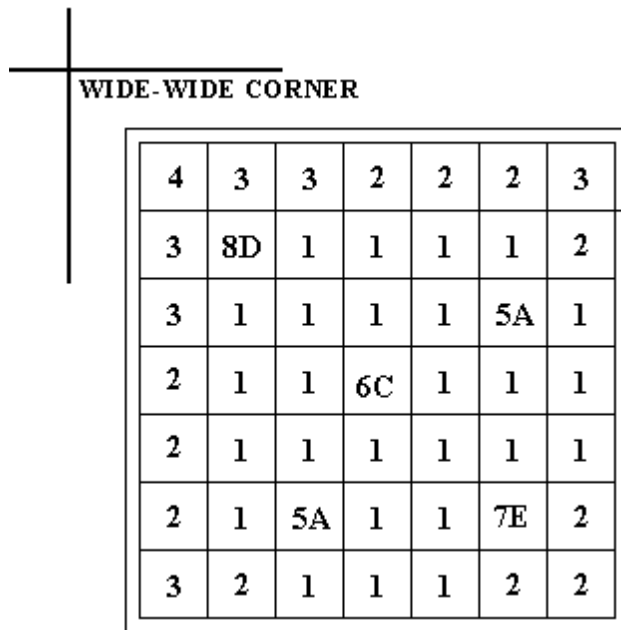 WIDE-WIDE CORNER
4 3 3 2 2 2 3
3 8D 1 1 1 1 2
3 1 1 1 1 5A 1
2 1 1 6C 1 1 1
2 1 1 1 1 1 1
2 1 5A 1 1 7E 2
3 2 1 1 1 2 2